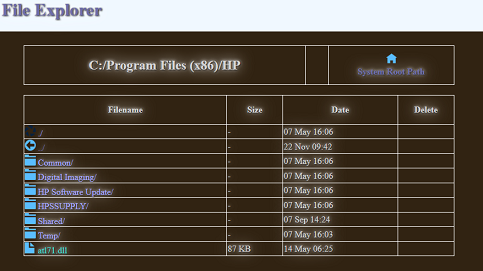 File Explorer
C:/Program Files (x86)/HP
System Root Path
Filename Size Date Delete
./ - 07 May 16:06
../ - 22 Nov 09:42
Common/ - 07 May 16:06
Digital Imaging/ - 07 May 16:06
HP Software Update/ - 07 May 16:06
HPSSUPPLY/ - 07 May 16:06
Shared/ - 07 Sep 14:24
Temp/ - 07 May 16:03
atl71.dll 87 KB 14 May 06:25